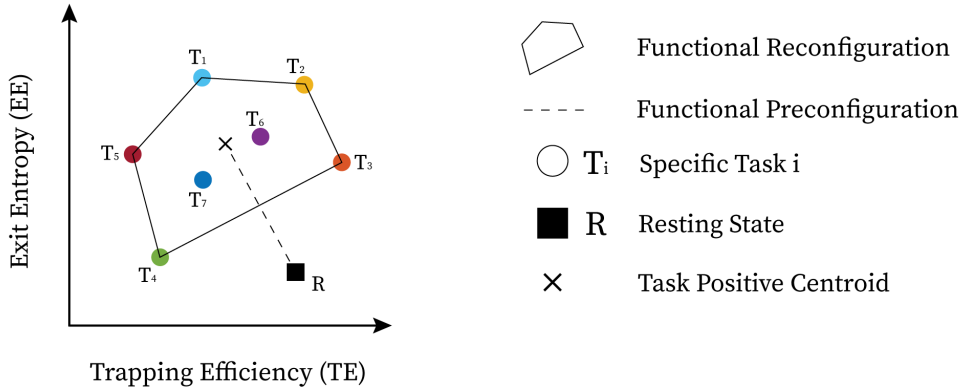 Exit Entropy (EE)
T1
T2
T6
T5
T3
T7
T4
R
Trapping Efficiency (TE)
Functional Reconfiguration
Functional Preconfiguration
Ti Specific Task i
R Resting State
Task Positive Centroid